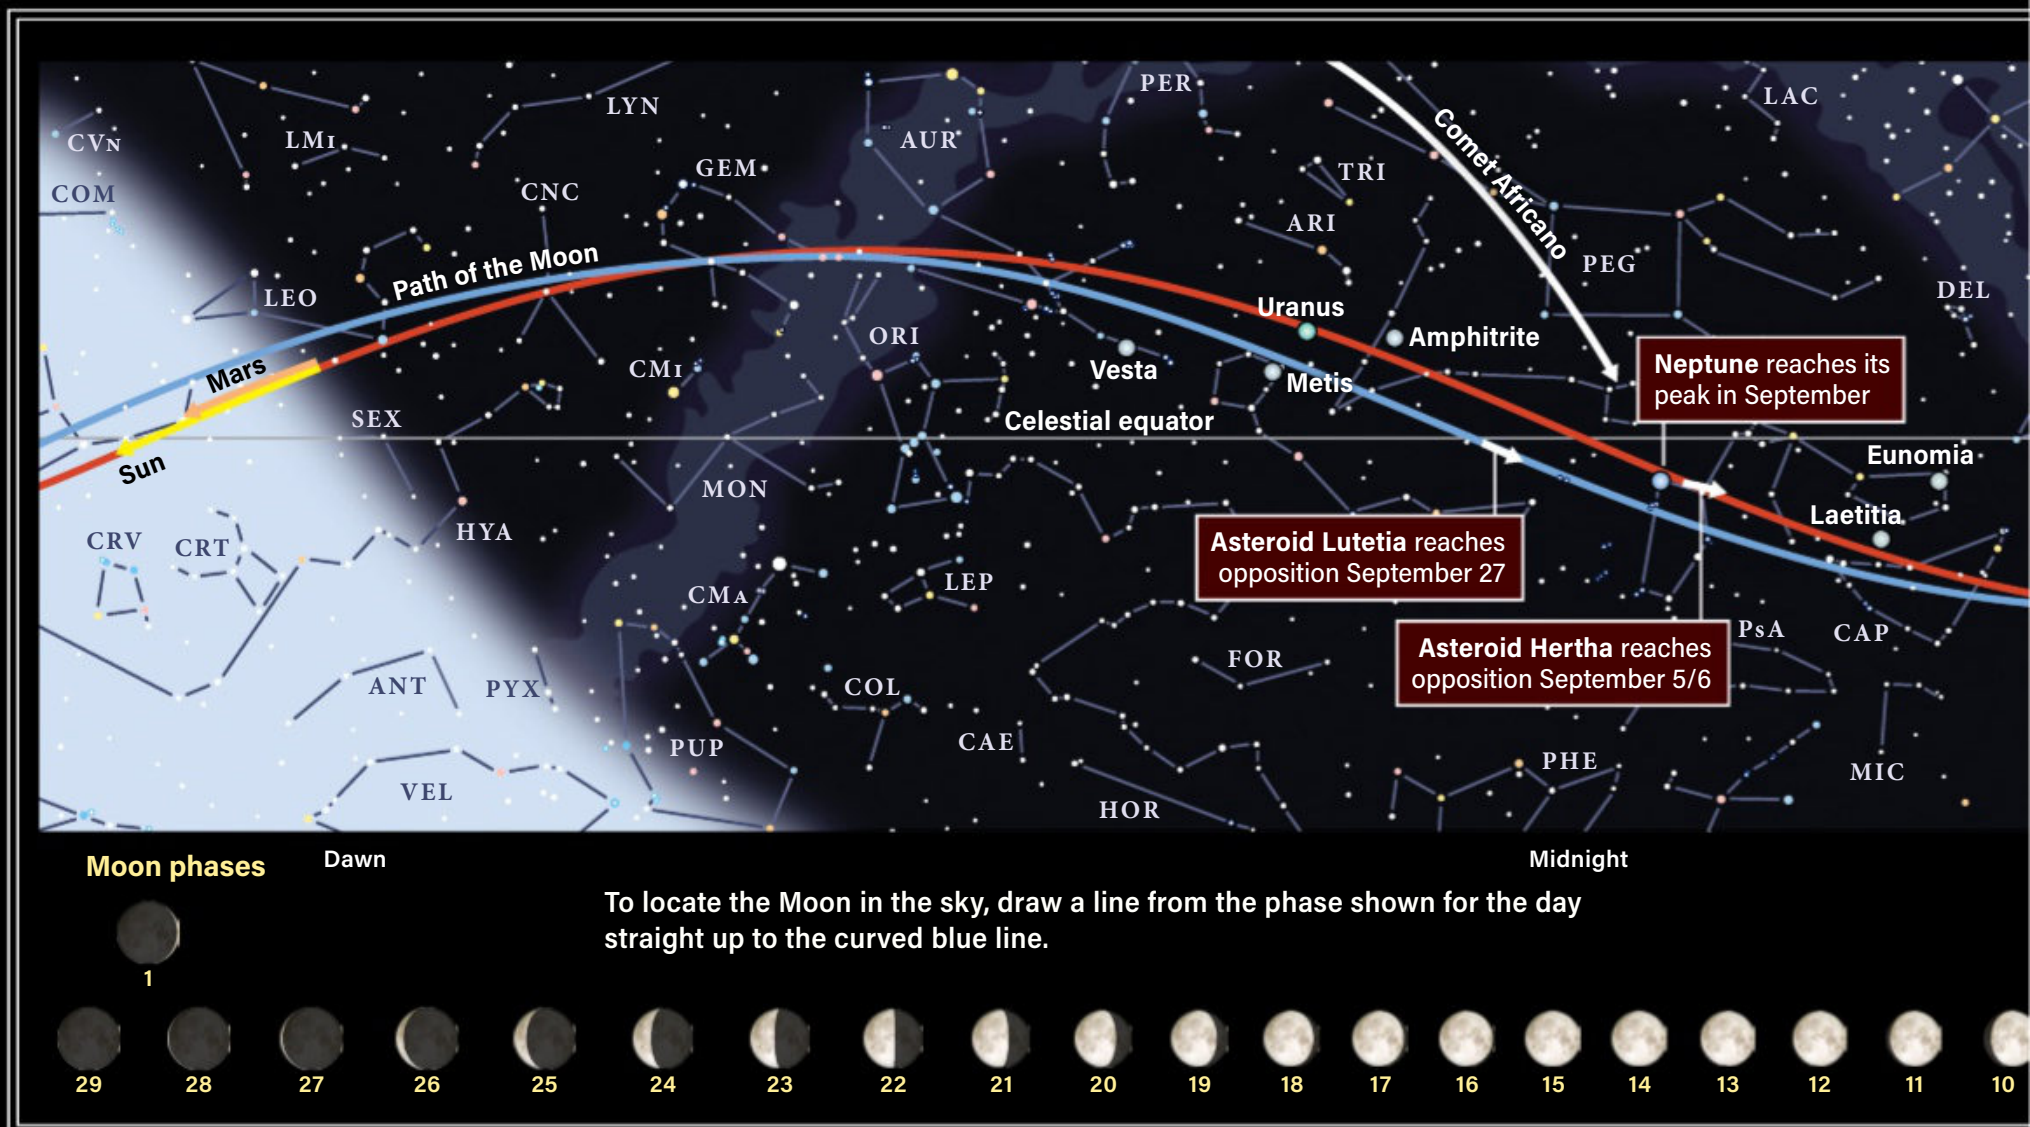 PER
LAC
LYN
CVn
LMi
AUR
Comet Africano
GEM
TRI
COM
CNC
ARI
Path of the Moon
PEG
LEO
DEL
Uranus
ORI
Amphitrite
Mars
CMi
Vesta
Metis
Neptune reaches its
peak in September
SEX
Celestial equator
Sun
Eunomia
MON
Laetitia
HYA
CRV
CRT
Asteroid Lutetia reaches
opposition September 27
LEP
CMa
PsA
CAP
Asteroid Hertha reaches
opposition September 5/6
FOR
ANT
PYX
COL
CAE
PUP
PHE
MIC
VEL
HOR
Dawn
Midnight
Moon phases
To locate the Moon in the sky, draw a line from the phase shown for the day
straight up to the curved blue line.
1
29 28 27 26 25 24 23 22 21 20 19 18 17 16 15 14 13 12 11 10